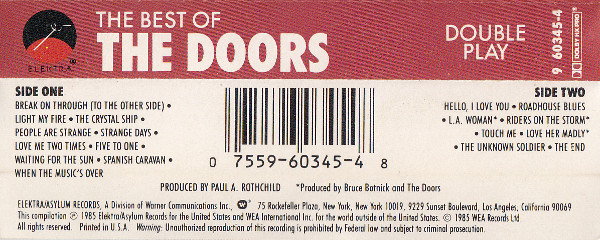 THE BEST OF
THE DOORS
DOUBLE
PLAY
9 60345-4
DOLBY HX PRO
ELEKTRA
®
SIDE ONE
BREAK ON THROUGH (TO THE OTHER SIDE) •
LIGHT MY FIRE • THE CRYSTAL SHIP •
PEOPLE ARE STRANGE • STRANGE DAYS •
LOVE ME TWO TIMES • FIVE TO ONE •
WAITING FOR THE SUN • SPANISH CARAVAN •
WHEN THE MUSIC'S OVER
0 7559-60345-4 8
SIDE TWO
HELLO, I LOVE YOU • ROADHOUSE BLUES
• L.A. WOMAN* • RIDERS ON THE STORM*
• TOUCH ME • LOVE HER MADLY*
• THE UNKNOWN SOLDIER • THE END
PRODUCED BY PAUL A. ROTHCHILD *Produced by Bruce Botnick and The Doors
ELEKTRA/ASYLUM RECORDS, A Division of Warner Communications Inc., 75 Rockefeller Plaza, New York, New York 10019, 9229 Sunset Boulevard, Los Angeles, California 90069
This compilation ℗ 1985 Elektra/Asylum Records for the United States and WEA International Inc. for the world outside of the United States. © 1985 WEA Records Ltd
All rights reserved. Printed in U.S.A. Warning: Unauthorized reproduction of this recording is prohibited by Federal law and subject to criminal prosecution.